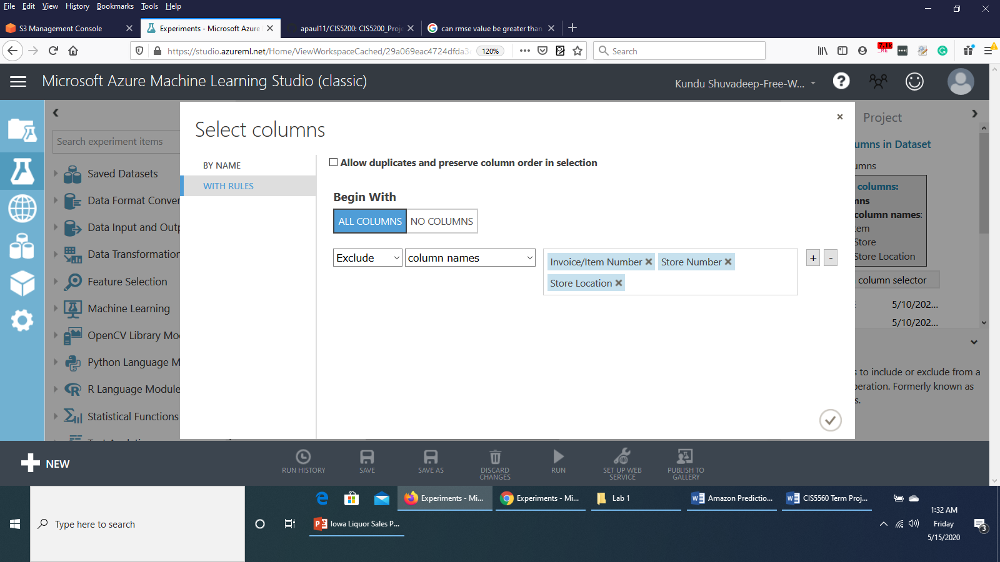 File Edit View History Bookmarks Tools Help
S3 Management Console
Experiments - Microsoft Azure
apaul11/CIS5200: CIS5200_Proje
can rmse value be greater than
https://studio.azureml.net/Home/ViewWorkspaceCached/29a069eac4724dfda3
120%
Search
7.1k
ME
Microsoft Azure Machine Learning Studio (classic)
Kundu Shuvadeep-Free-W...
Search experiment items
Saved Datasets
Data Format Conver
Data Input and Outp
Data Transformation
Feature Selection
Machine Learning
OpenCV Library Mo
Python Language M
R Language Module
Statistical Functions
Select columns
BY NAME
WITH RULES
Allow duplicates and preserve column order in selection
Begin With
ALL COLUMNS NO COLUMNS
Exclude column names
Invoice/Item Number Store Number
Store Location
+ -
Project
umns in Dataset
umns
columns:
mns
column names:
tem
Store
Store Location
column selector
5/10/202...
5/10/202...
s to include or exclude from a
peration. Formerly known as
s.
NEW
RUN HISTORY
SAVE
SAVE AS
DISCARD
CHANGES
RUN
SET UP WEB
SERVICE
PUBLISH TO
GALLERY
Experiments - Mi...
Experiments - Mi...
Lab 1
Amazon Predictio...
CIS5560 Term Proj...
Type here to search
Iowa Liquor Sales P...
1:32 AM
Friday
5/15/2020
3